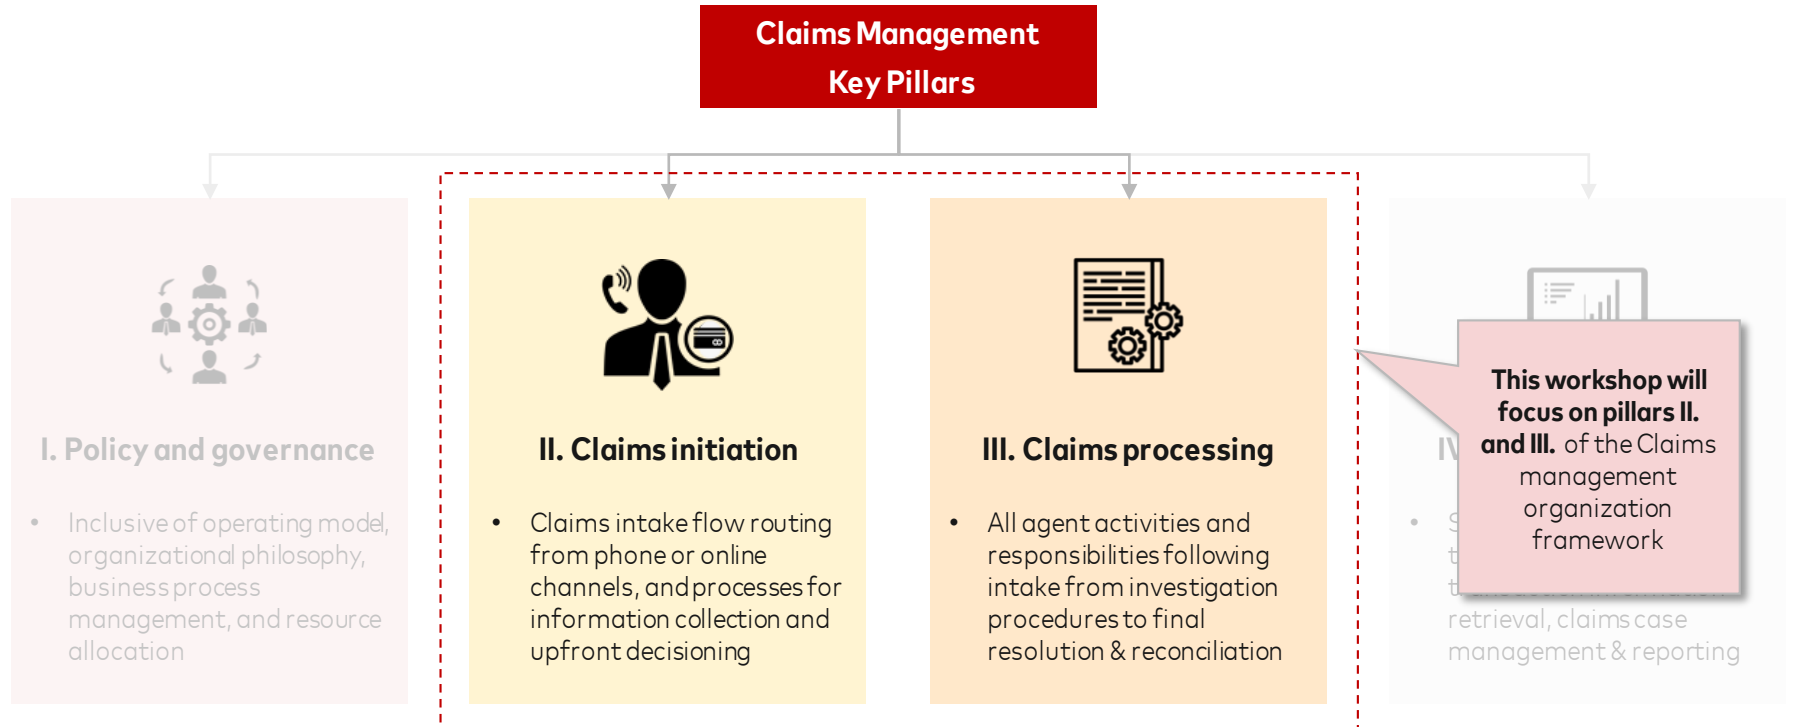 Claims Management
Key Pillars
I. Policy and governance
• Inclusive of operating model,
organizational philosophy,
business process
management, and resource
allocation
II. Claims initiation
• Claims intake flow routing
from phone or online
channels, and processes for
information collection and
upfront decisioning
III. Claims processing
• All agent activities and
responsibilities following
intake from investigation
procedures to final
resolution & reconciliation
•
retrieval, claims case
management & reporting
This workshop will
focus on pillars II.
and III. of the Claims
management
organization
framework